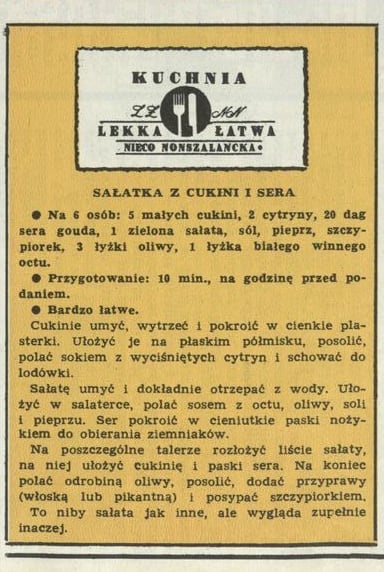 KUCHNIA
ŁŻ NN
LEKKA ŁATWA
NIECO NONSZALANCKA
SAŁATKA Z CUKINI I SERA
● Na 6 osób: 5 małych cukini, 2 cytryny, 20 dag
sera gouda, 1 zielona sałata, sól, pieprz, szczy-
piorek, 3 łyżki oliwy, 1 łyżka białego winnego
octu.
● Przygotowanie: 10 min., na godzinę przed po-
daniem.
● Bardzo łatwe.
Cukinie umyć, wytrzeć i pokroić w cienkie pla-
sterki. Ułożyć je na płaskim półmisku, posolić,
polać sokiem z wyciśniętych cytryn i schować do
lodówki.
Sałatę umyć i dokładnie otrzepać z wody. Uło-
żyć w salaterce, polać sosem z octu, oliwy, soli
i pieprzu. Ser pokroić w cieniutkie paski noży-
kiem do obierania ziemniaków.
Na poszczególne talerze rozłożyć liście sałaty,
na niej ułożyć cukinię i paski sera. Na koniec
polać odrobiną oliwy, posolić, dodać przyprawy
(włoską lub pikantną) i posypać szczypiorkiem.
To niby sałata jak inne, ale wygląda zupełnie
inaczej.